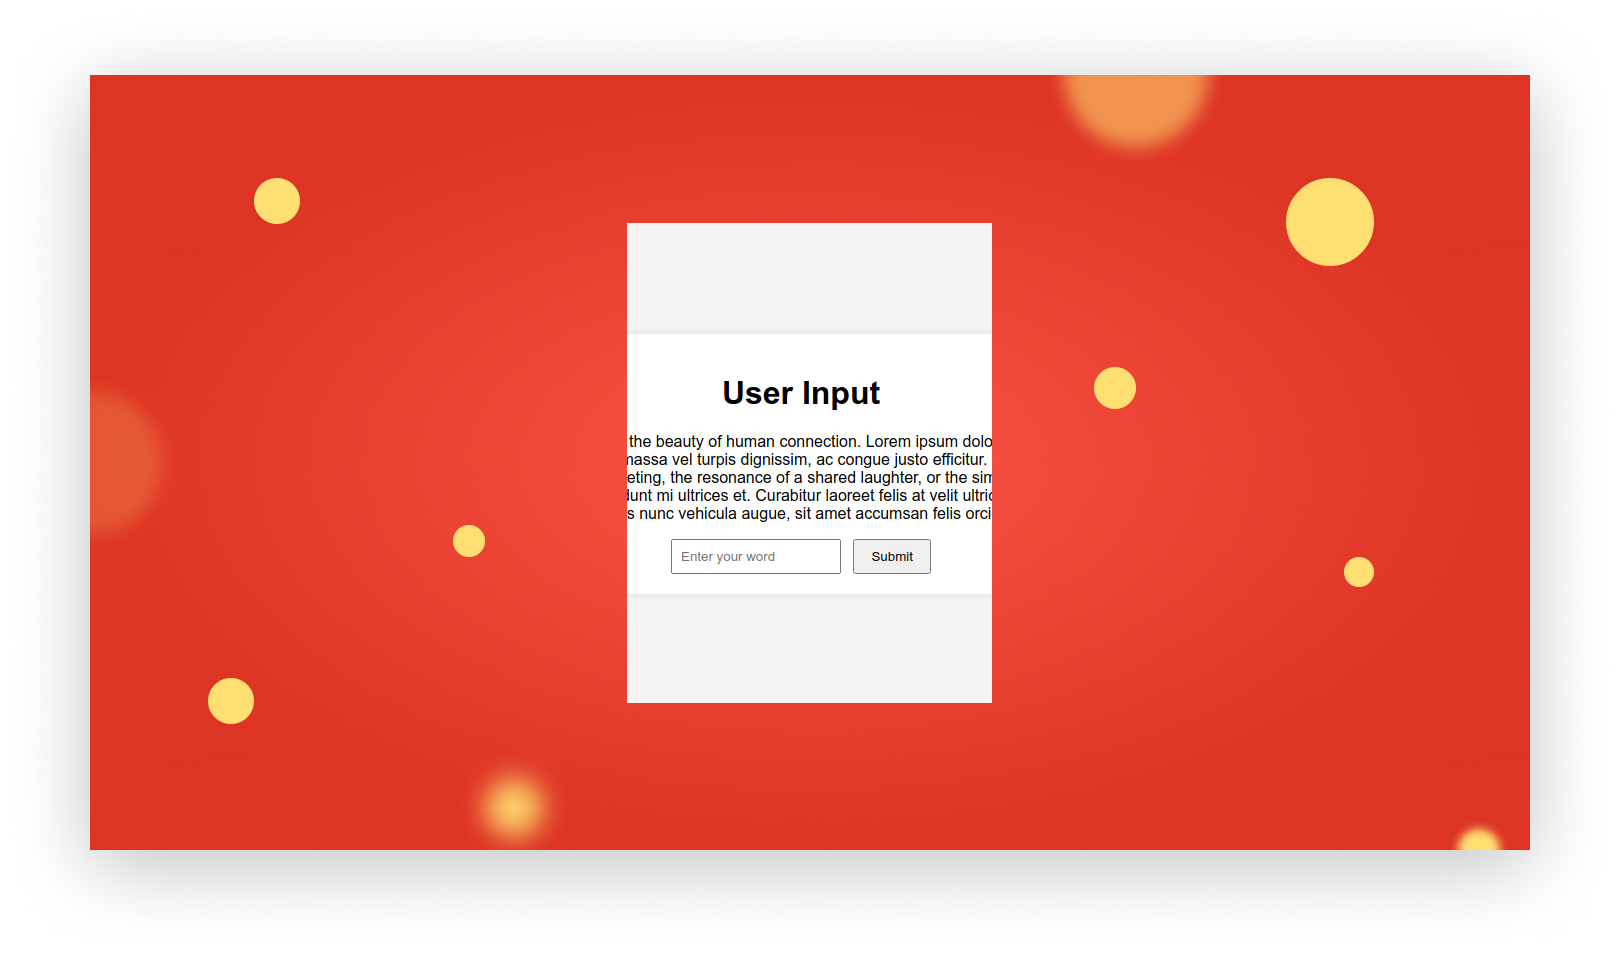 User Input
the beauty of human connection. Lorem ipsum dolo
massa vel turpis dignissim, ac congue justo efficitur.
eting, the resonance of a shared laughter, or the sim
dunt mi ultrices et. Curabitur laoreet felis at velit ultric
s nunc vehicula augue, sit amet accumsan felis orci
Enter your word Submit